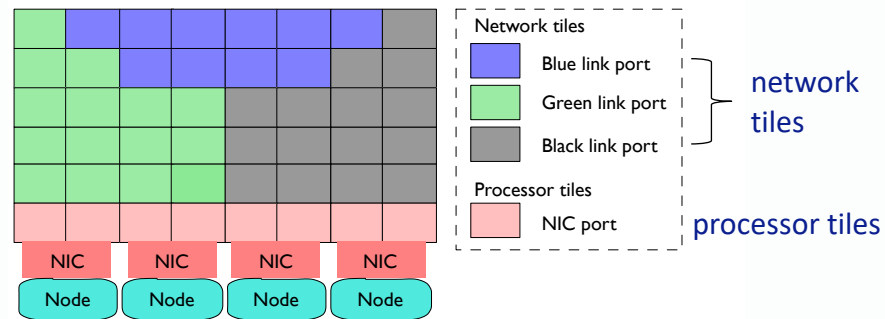 Network tiles
Blue link port
Green link port
Black link port
network
tiles
Processor tiles
NIC port
processor tiles
NIC NIC NIC NIC
Node Node Node Node